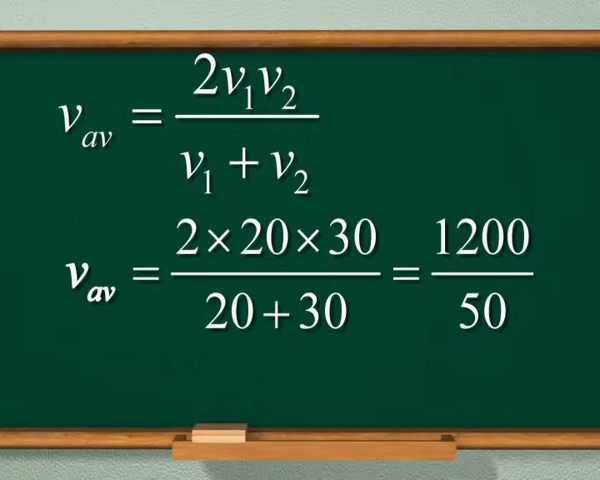 v_av = 2v₁v₂ / v₁ + v₂
v_av = 2×20×30 / 20+30 = 1200 / 50